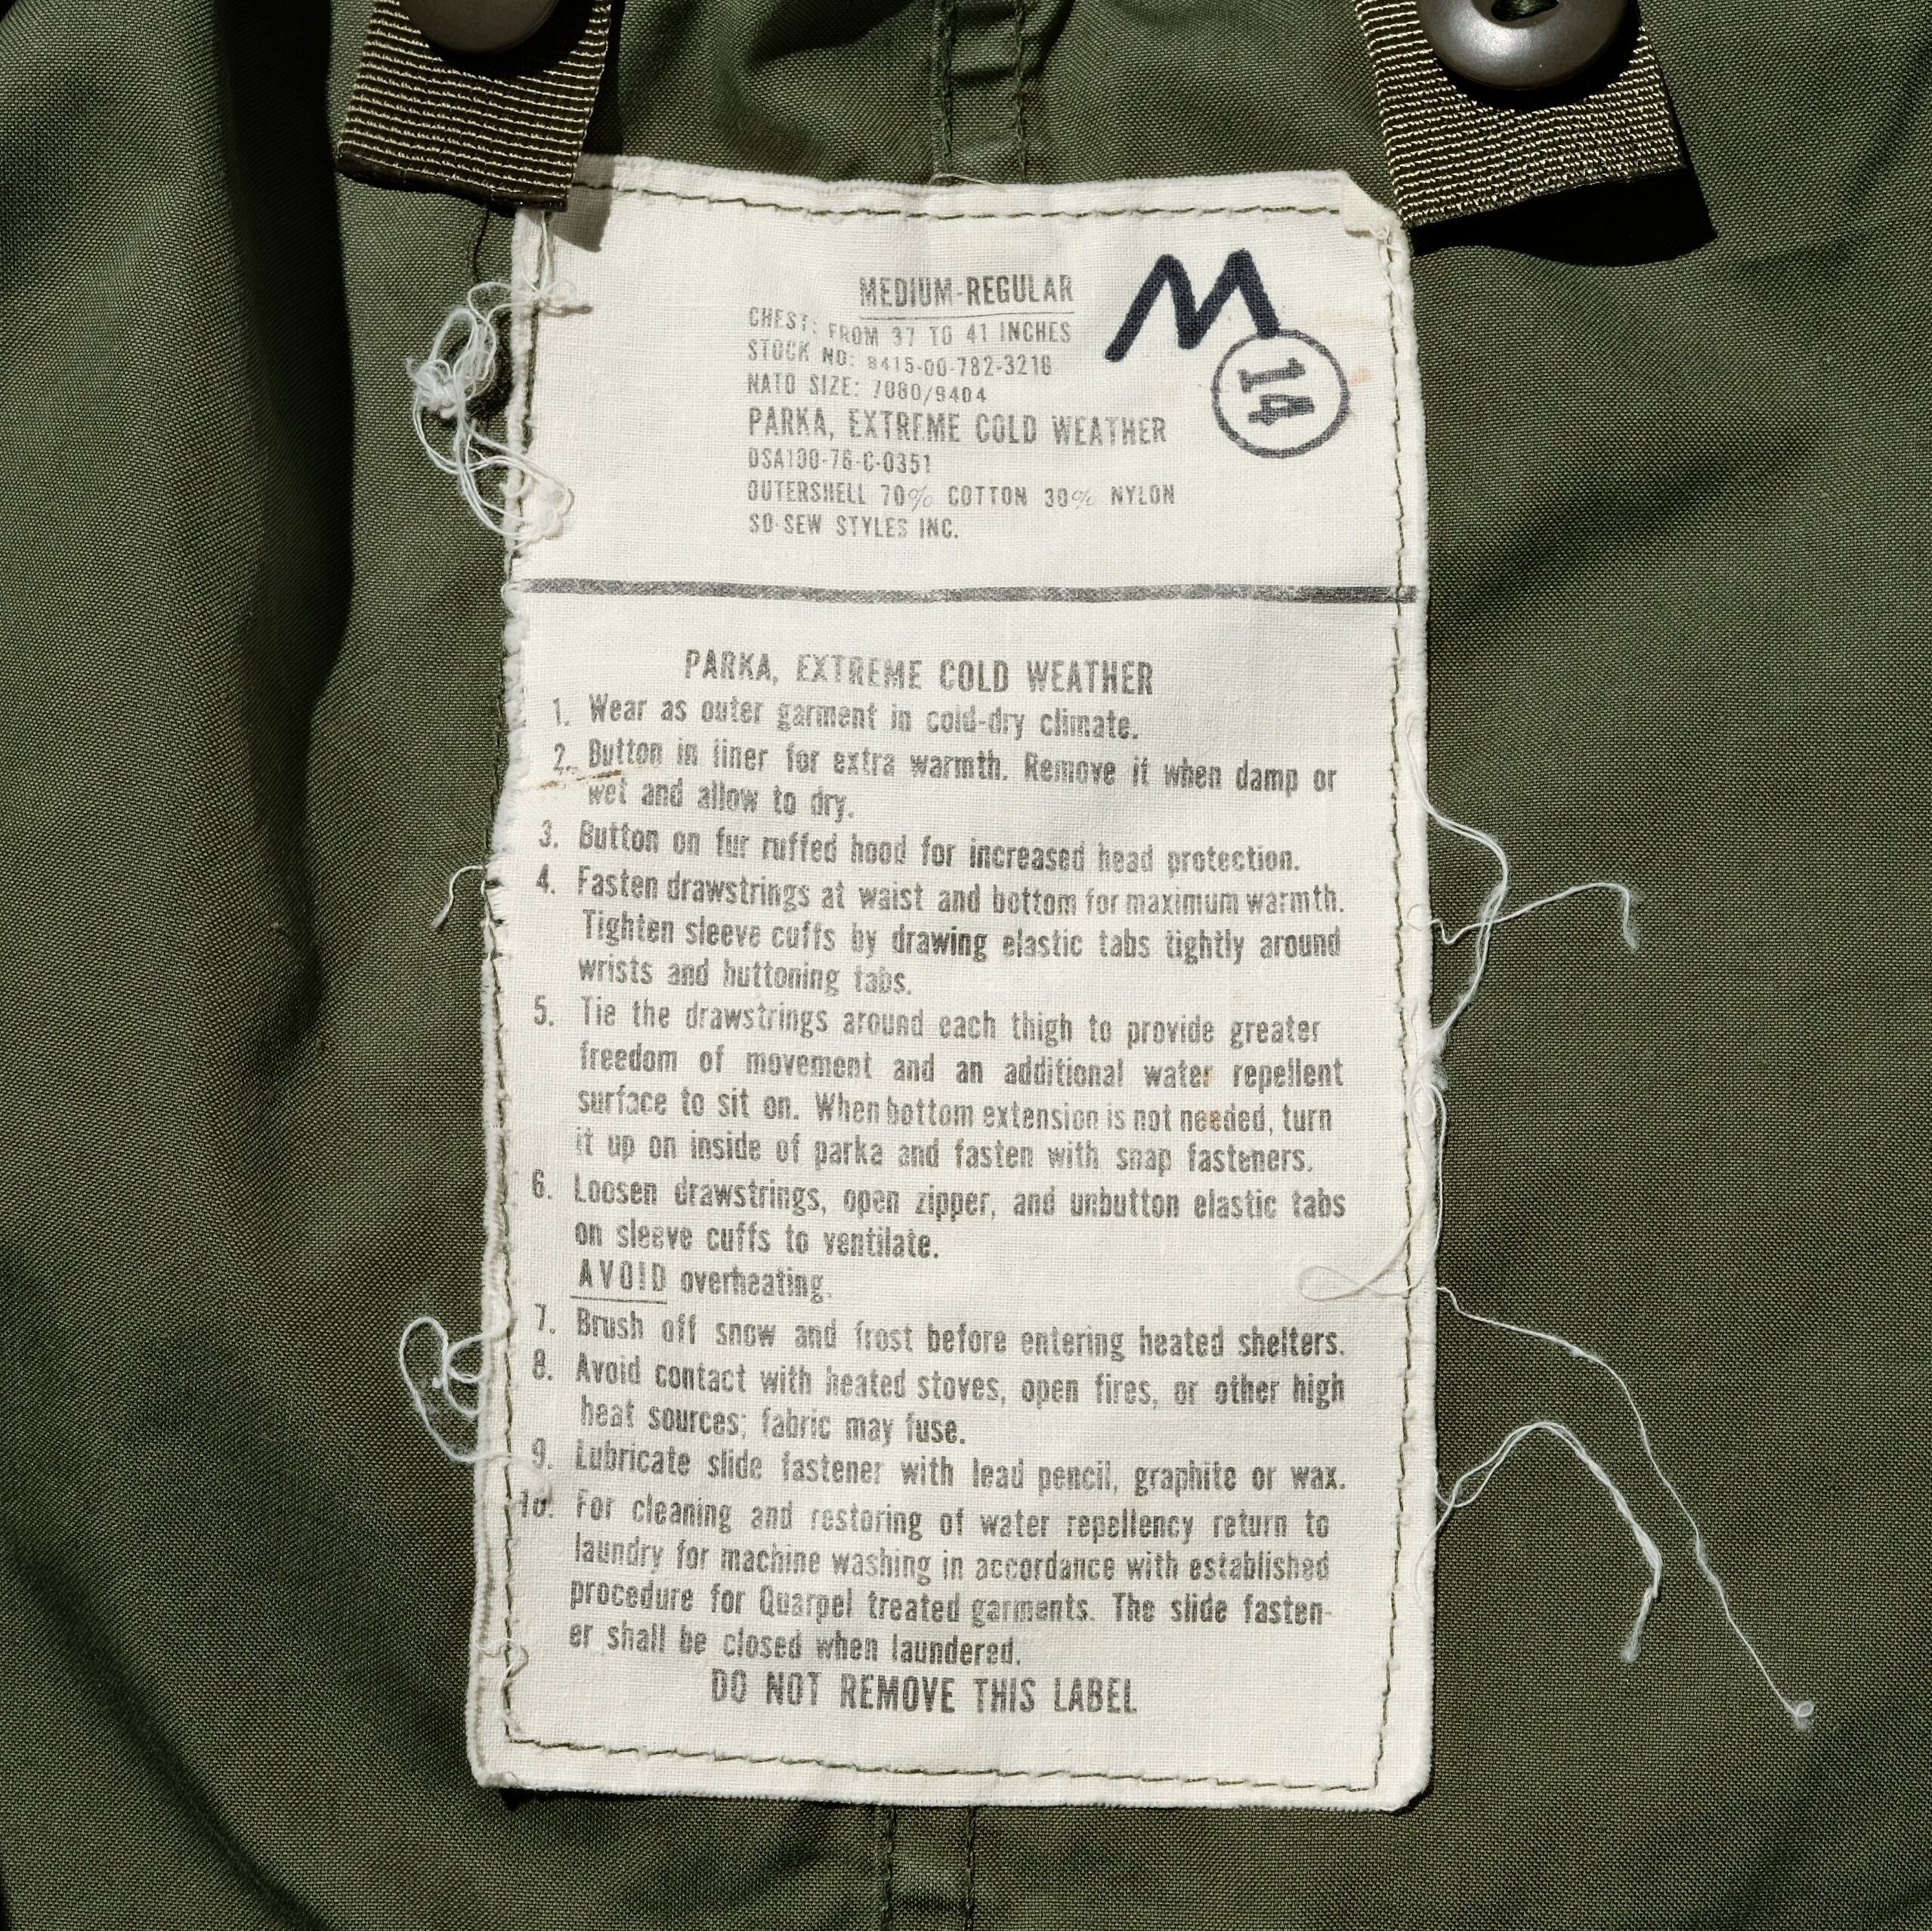 MEDIUM-REGULAR
M
CHEST: FROM 37 TO 41 INCHES
STOCK NO: 8415-00-782-3216
14
NATO SIZE: 7080/9404
PARKA, EXTREME COLD WEATHER
DSA100-76-C-0351
OUTERSHELL 70% COTTON 30% NYLON
SO-SEW STYLES INC.
PARKA, EXTREME COLD WEATHER
1. Wear as outer garment in cold-dry climate.
2. Button in liner for extra warmth. Remove it when damp or
wet and allow to dry.
3. Button on fur ruffed hood for increased head protection.
4. Fasten drawstrings at waist and bottom for maximum warmth.
Tighten sleeve cuffs by drawing elastic tabs tightly around
wrists and buttoning tabs.
5. Tie the drawstrings around each thigh to provide greater
freedom of movement and an additional water repellent
surface to sit on. When bottom extension is not needed, turn
it up on inside of parka and fasten with snap fasteners.
6. Loosen drawstrings, open zipper, and unbutton elastic tabs
on sleeve cuffs to ventilate.
AVOID overheating.
7. Brush off snow and frost before entering heated shelters.
8. Avoid contact with heated stoves, open fires, or other high
heat sources; fabric may fuse.
9. Lubricate slide fastener with lead pencil, graphite or wax.
10. For cleaning and restoring of water repellency return to
laundry for machine washing in accordance with established
procedure for Quarpel treated garments. The slide fasten-
er shall be closed when laundered.
DO NOT REMOVE THIS LABEL